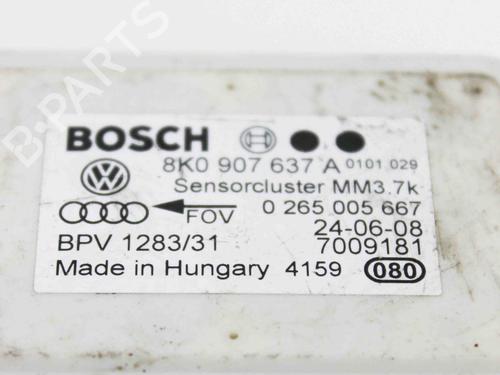 BOSCH
8K0 907 637 A 0101.029
Sensorcluster MM3.7k
FOV 0 265 005 667
24-06-08
BPV 1283/31 7009181
Made in Hungary 4159 080
B-PARTS